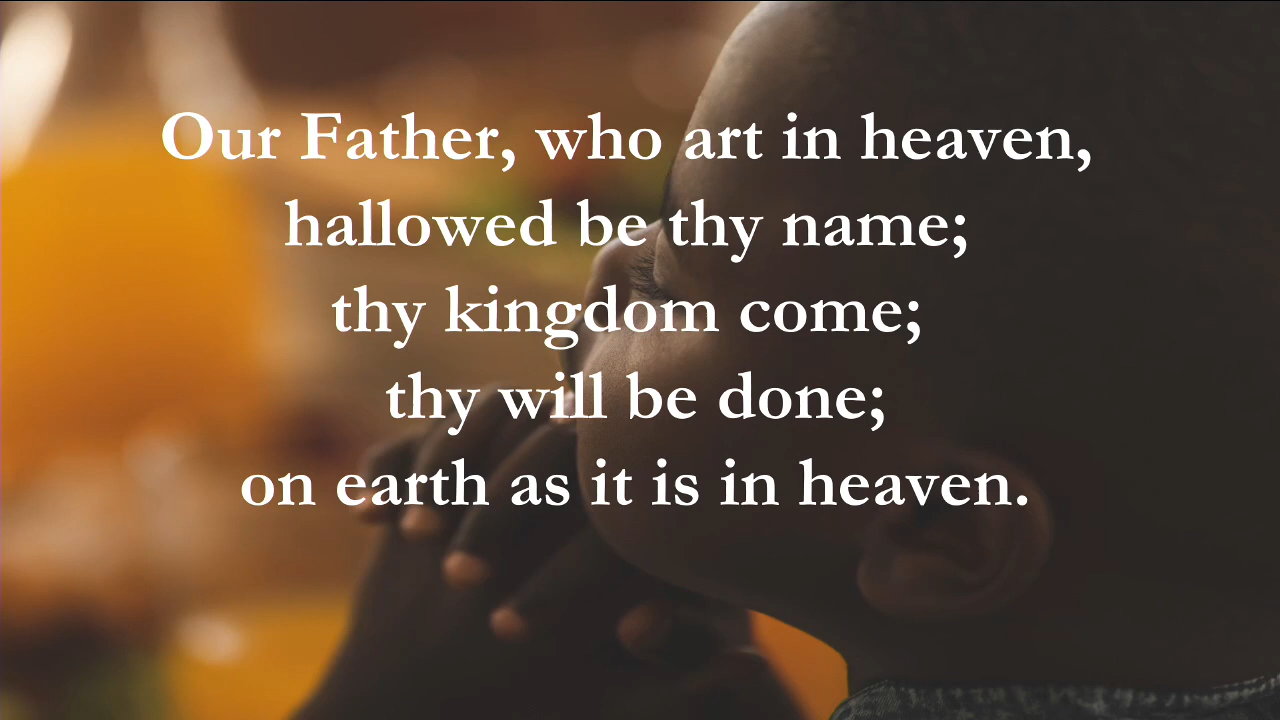 Our Father, who art in heaven,
hallowed be thy name;
thy kingdom come;
thy will be done;
on earth as it is in heaven.